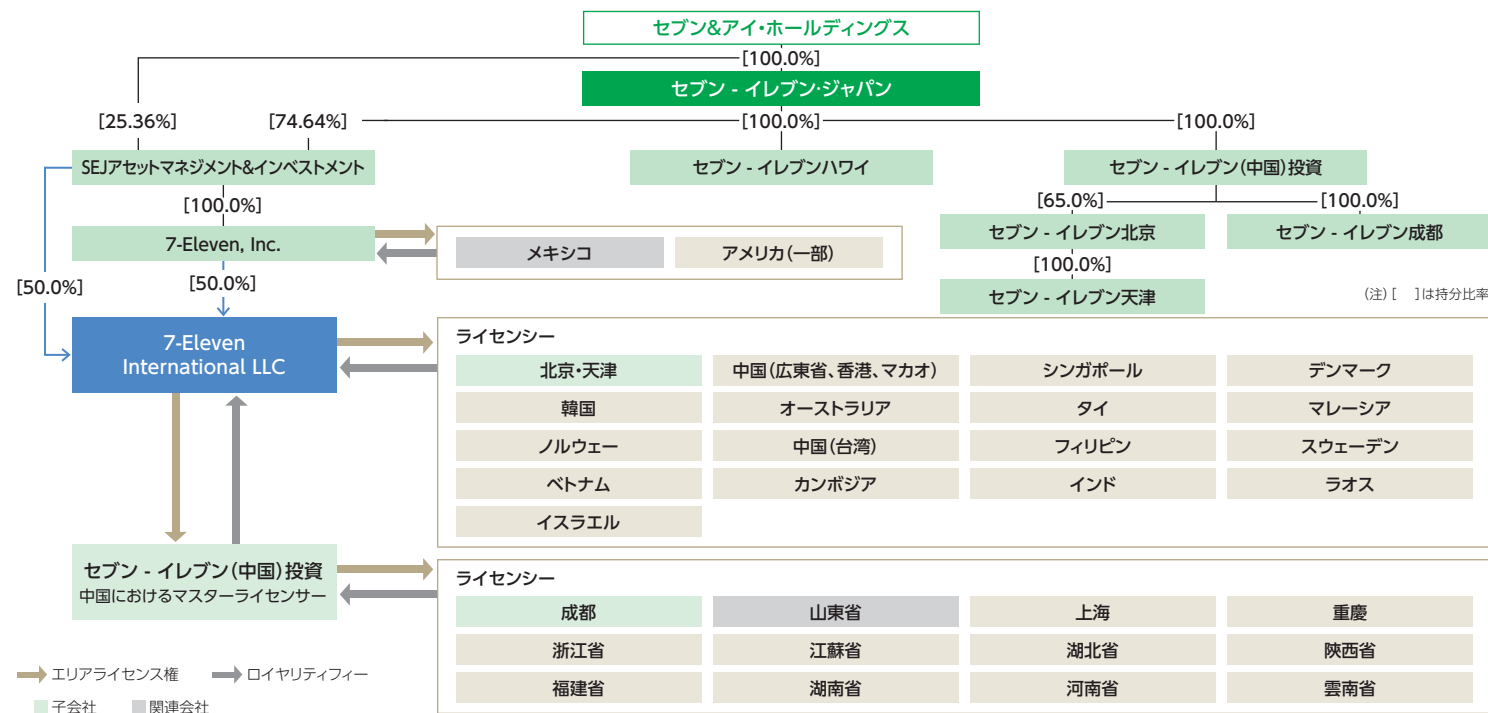 セブン&アイ・ホールディングス
[100.0%]
セブン - イレブン・ジャパン
[25.36%]
[74.64%]
[100.0%]
[100.0%]
SEJアセットマネジメント&インベストメント
セブン - イレブンハワイ
セブン - イレブン(中国)投資
[100.0%]
[65.0%]
[100.0%]
7-Eleven, Inc.
メキシコ
アメリカ(一部)
セブン - イレブン北京
セブン - イレブン成都
[100.0%]
[50.0%]
[50.0%]
セブン - イレブン天津
(注) [ ]は持分比率
7-Eleven
International LLC
ライセンシー
北京・天津
中国(広東省、香港、マカオ)
シンガポール
デンマーク
韓国
オーストラリア
タイ
マレーシア
ノルウェー
中国(台湾)
フィリピン
スウェーデン
ベトナム
カンボジア
インド
ラオス
イスラエル
セブン - イレブン(中国)投資
中国におけるマスターライセンサー
ライセンシー
成都
山東省
上海
重慶
浙江省
江蘇省
湖北省
陝西省
福建省
湖南省
河南省
雲南省
エリアライセンス権
ロイヤリティフィー
子会社
関連会社